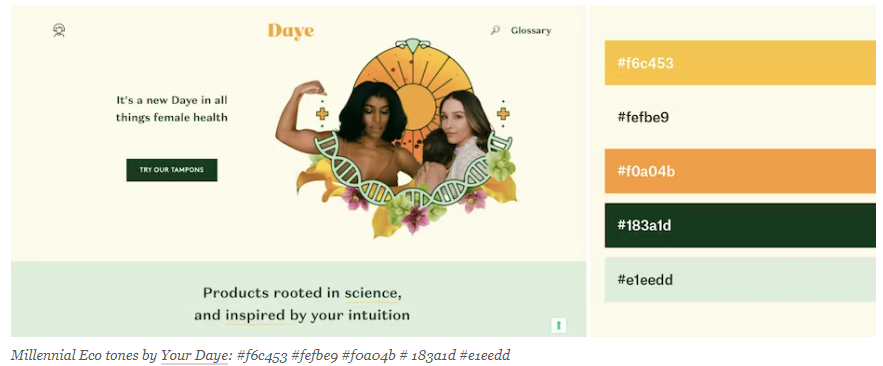 Daye
Glossary
It's a new Daye in all
things female health
TRY OUR TAMPONS
Products rooted in science,
and inspired by your intuition
#f6c453
#fefbe9
#f0a04b
#183a1d
#e1eedd
Millennial Eco tones by Your Daye: #f6c453 #fefbe9 #f0a04b # 183a1d #e1eedd